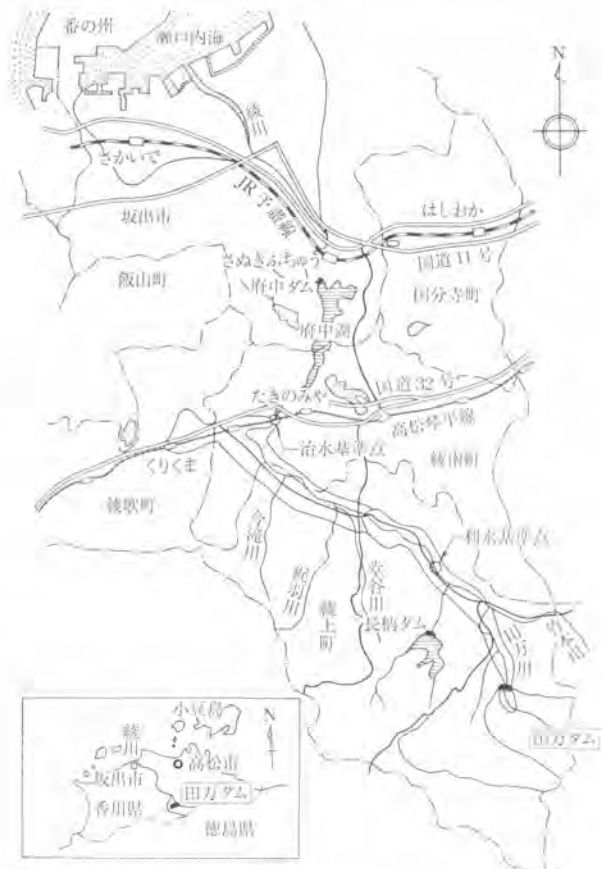 番の州
瀬戸内海
N
綾川
さかいで
JR予讃線
はしおか
坂出市
国道11号
さぬきふちゅう
飯山町
府中ダム
国分寺町
府中湖
国道32号
たきのみや
高松琴平線
治水基準点
綾南町
くりくま
綾歌町
今滝川
利水基準点
梶羽川
綾上町
長柄ダム
田万川
田万ダム
小豆島
N
綾川
高松市
坂出市
田万ダム
香川県
徳島県